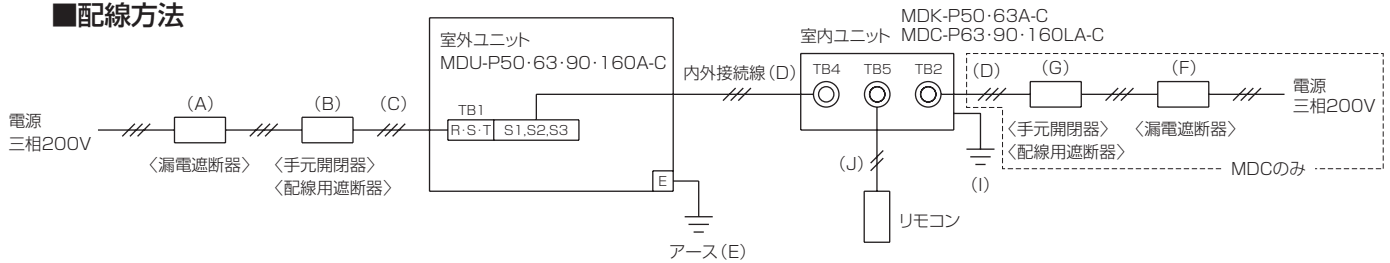 ■配線方法
電源
三相200V
(A)
〈漏電遮断器〉
(B)
〈手元開閉器〉
〈配線用遮断器〉
(C)
室外ユニット
MDU-P50・63・90・160A-C
TB1
R・S・T
S1,S2,S3
E
アース(E)
内外接続線(D)
MDK-P50・63A-C
室内ユニット MDC-P63・90・160LA-C
TB4
TB5
TB2
(J)
リモコン
(I)
(D)
(G)
〈手元開閉器〉
〈配線用遮断器〉
(F)
〈漏電遮断器〉
電源
三相200V
MDCのみ